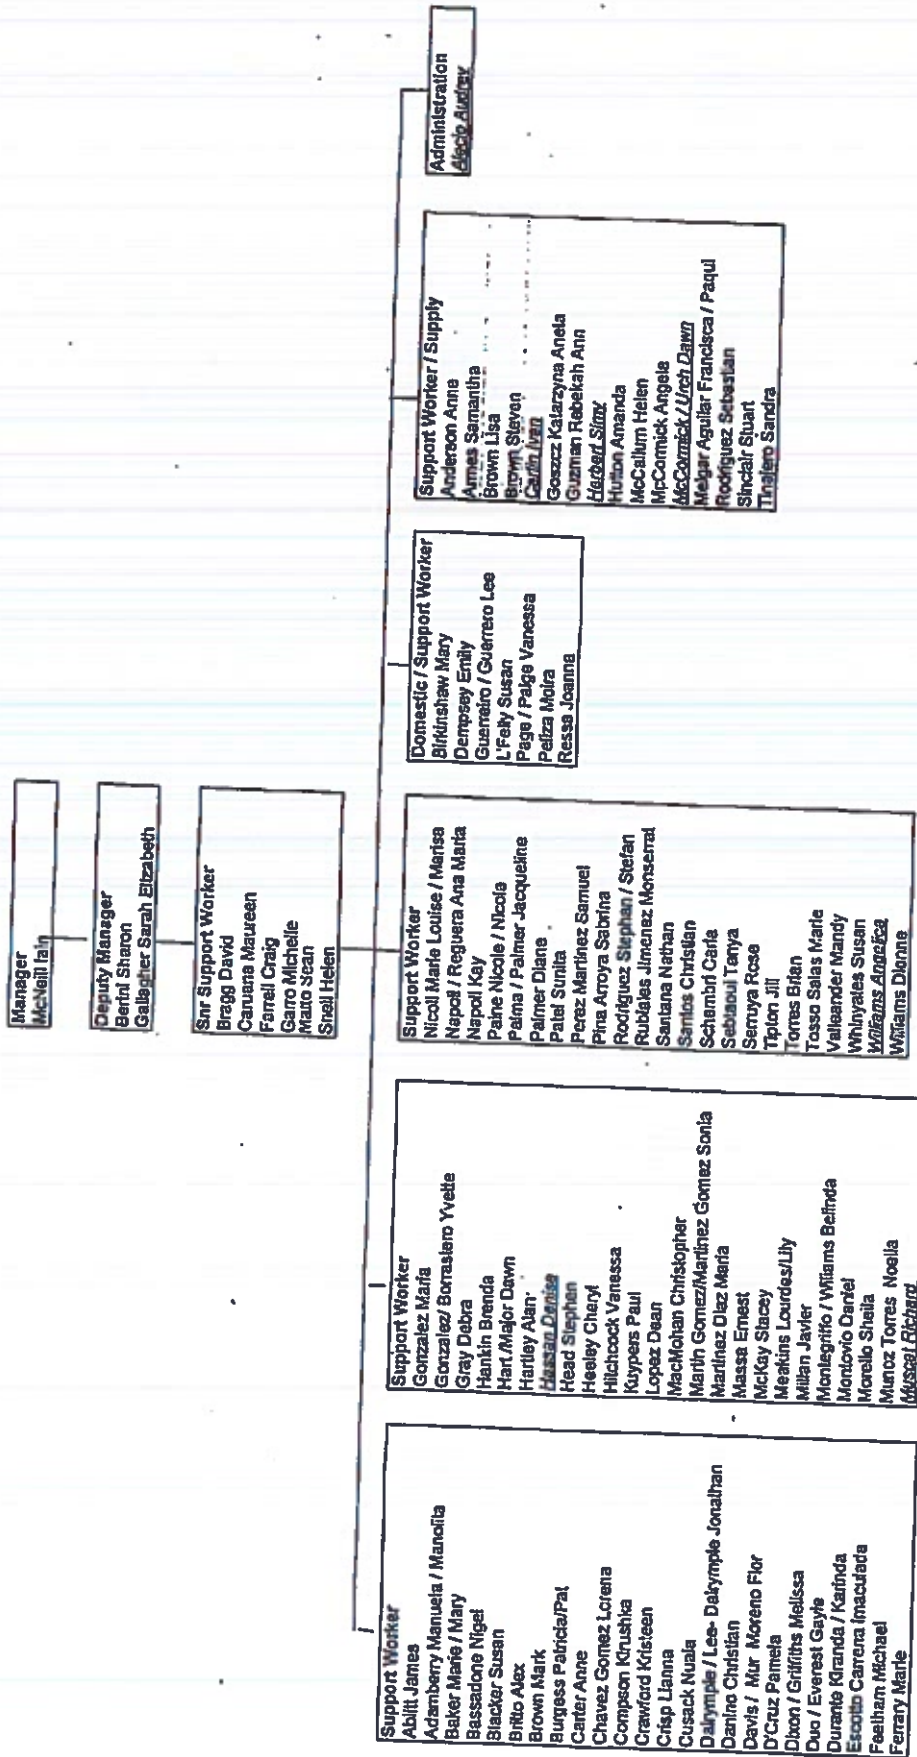 Manager
McNeill Iain
Deputy Manager
Bertni Sharon
Gallagher Sarah Elizabeth
Snr Support Worker
Bragg David
Caruana Maureen
Farrell Craig
Garro Michelle
Matto Sean
Snell Helen
Support Worker
Ablitt James
Adamberry Manuela / Manolita
Baker Marie / Mary
Bassadone Nigel
Blacker Susan
Britto Alex
Brown Mark
Burgess Patricia/Pat
Carter Anne
Chavez Gomez Lorena
Compson Kirushka
Crawford Kristeen
Crisp Lianna
Cusack Nuala
Dalrymple / Lee- Dalrymple Jonathan
Danino Christian
Davis / Mur Moreno Flor
D'Cruz Pamela
Dixon / Griffiths Melissa
Duo / Everest Gayle
Durante Kiranda / Karinda
Escotto Carrena Imaculada
Feetham Michael
Ferrary Marie
Support Worker
Gonzalez Maria
Gonzalez/ Borrastero Yvette
Gray Debra
Hankin Brenda
Hart /Major Dawn
Hartley Alan
Hassan Denise
Head Stephen
Heeley Cheryl
Hitchcock Vanessa
Kuypers Paul
Lopez Dean
MacMohan Christopher
Martin Gomez/Martinez Gomez Sonia
Martinez Diaz Maria
Massa Ernest
McKay Stacey
Meakins Lourdes/Lily
Millan Javier
Montegriffo / Williams Belinda
Montovio Daniel
Morello Sheila
Munoz Torres Noelia
Muscat Richard
Support Worker
Nicoll Marie Louise / Marisa
Napoli / Reguera Ana Maria
Napoli Kay
Paine Nicole / Nicola
Palma / Palmer Jacqueline
Palmer Diane
Patel Sunita
Perez Martinez Samuel
Pina Arroya Sabrina
Rodriguez Stephan / Stefan
Rubiales Jimenez Monserrat
Santana Nathan
Santos Christian
Schembri Carla
Sebiaoui Tanya
Serruya Rose
Tipton Jill
Torres Brian
Tosso Salas Marie
Valleander Mandy
Whinyates Susan
Williams Angelica
Williams Dianne
Domestic / Support Worker
Birkinshaw Mary
Dempsey Emily
Guerreiro / Guerrero Lee
L'Felly Susan
Page / Paige Vanessa
Peliza Moira
Ressa Joanna
Support Worker / Supply
Anderson Anne
Armes Samantha
Brown Lisa
Brown Steven
Cartin Iven
Goszcz Katarzyna Anela
Guzman Rebekah Ann
Herbert Simy
Hutton Amanda
McCallum Helen
McCormick Angele
McCormick / Urch Dawn
Melgar Aguilar Francisca / Paqui
Rodriguez Sebastian
Sinclair Stuart
Tinajero Sandra
Administration
Alecio Audrey